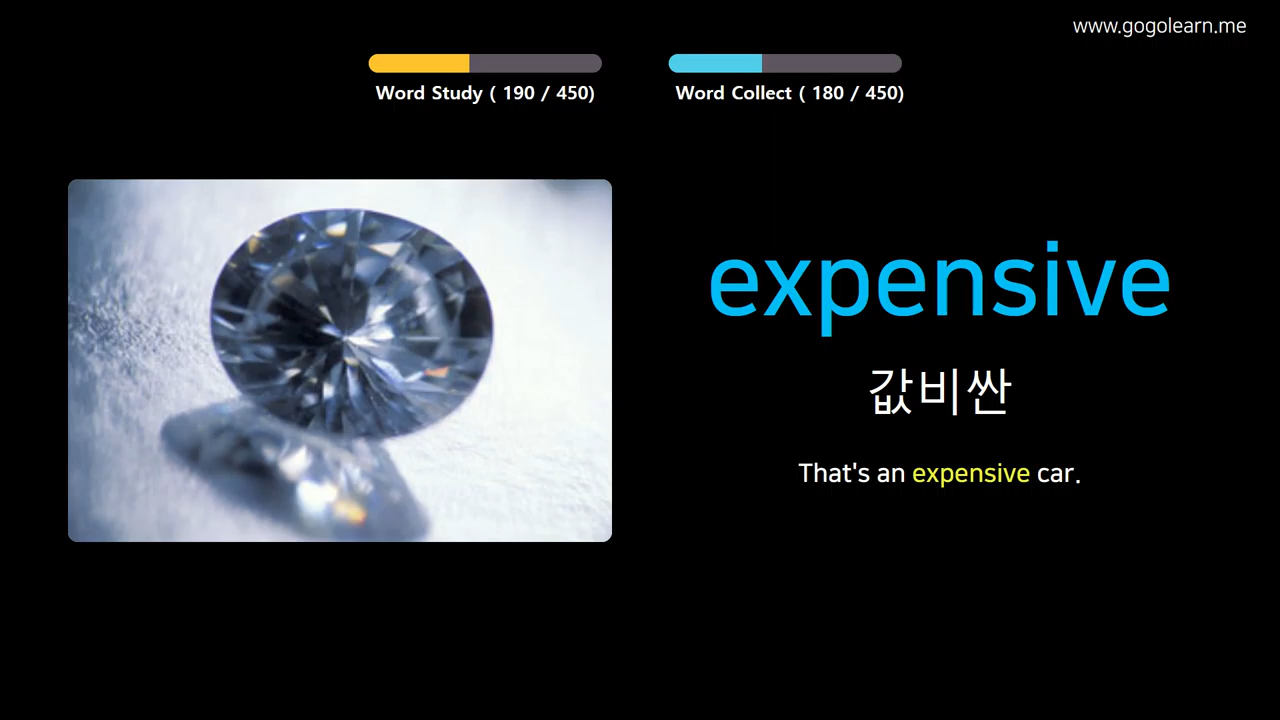 www.gogolearn.me
Word Study ( 190 / 450)
Word Collect ( 180 / 450)
expensive
값비싼
That's an expensive car.